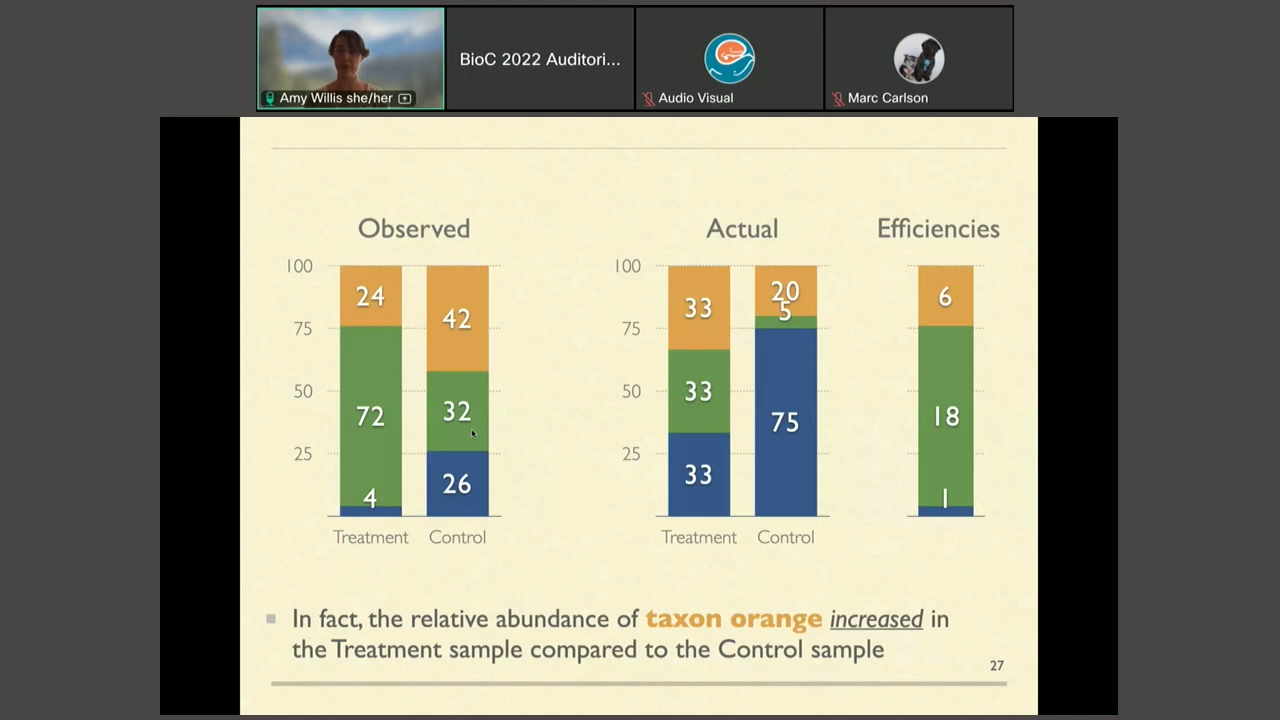 Amy Willis she/her
BioC 2022 Auditori...
Audio Visual
Marc Carlson
Observed
100
75
50
25
24
72
4
42
32
26
Treatment
Control
Actual
100
75
50
25
33
33
33
20
5
75
Treatment
Control
Efficiencies
6
18
1
In fact, the relative abundance of taxon orange increased in
the Treatment sample compared to the Control sample
27